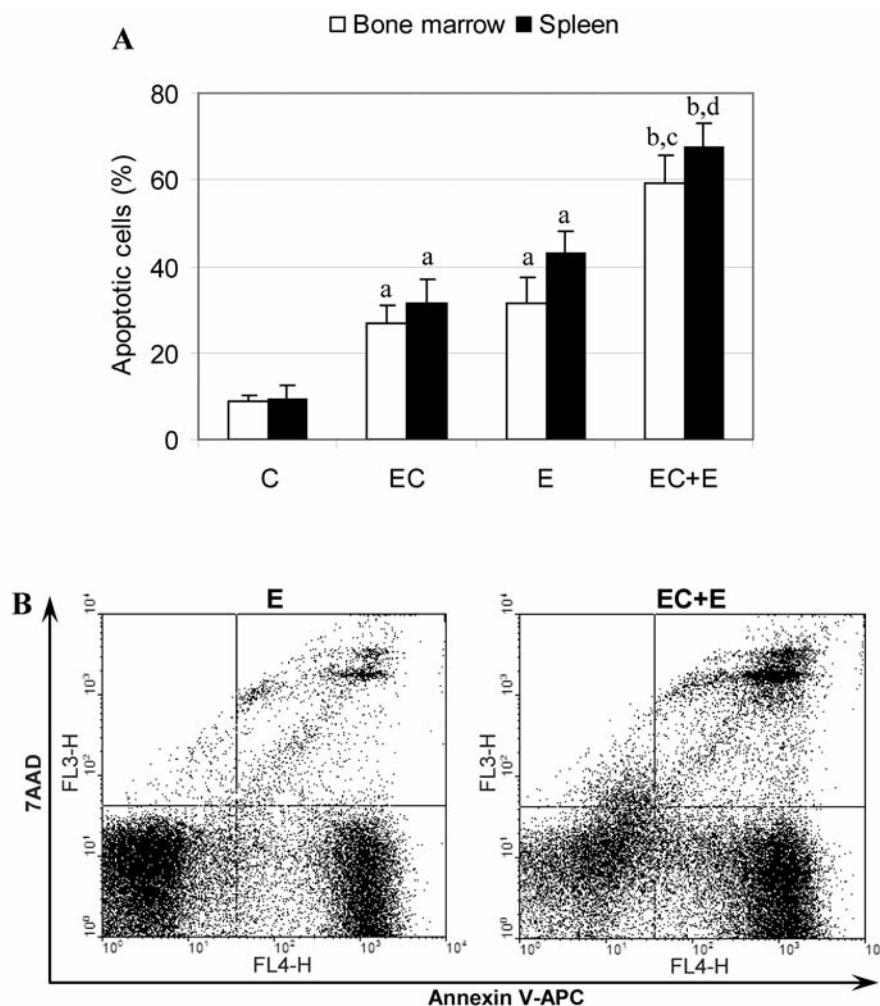 A
□ Bone marrow ■ Spleen
80
60
40
20
0
Apoptotic cells (%)
a
a
a
a
b,c
b,d
C EC E EC+E
B
E
EC+E
7AAD
FL3-H
10⁴
10³
10²
10¹
10⁰
10⁰ 10¹ 10² 10³ 10⁴
FL4-H
FL3-H
10⁴
10³
10²
10¹
10⁰
10⁰ 10¹ 10² 10³ 10
FL4-H
Annexin V-APC